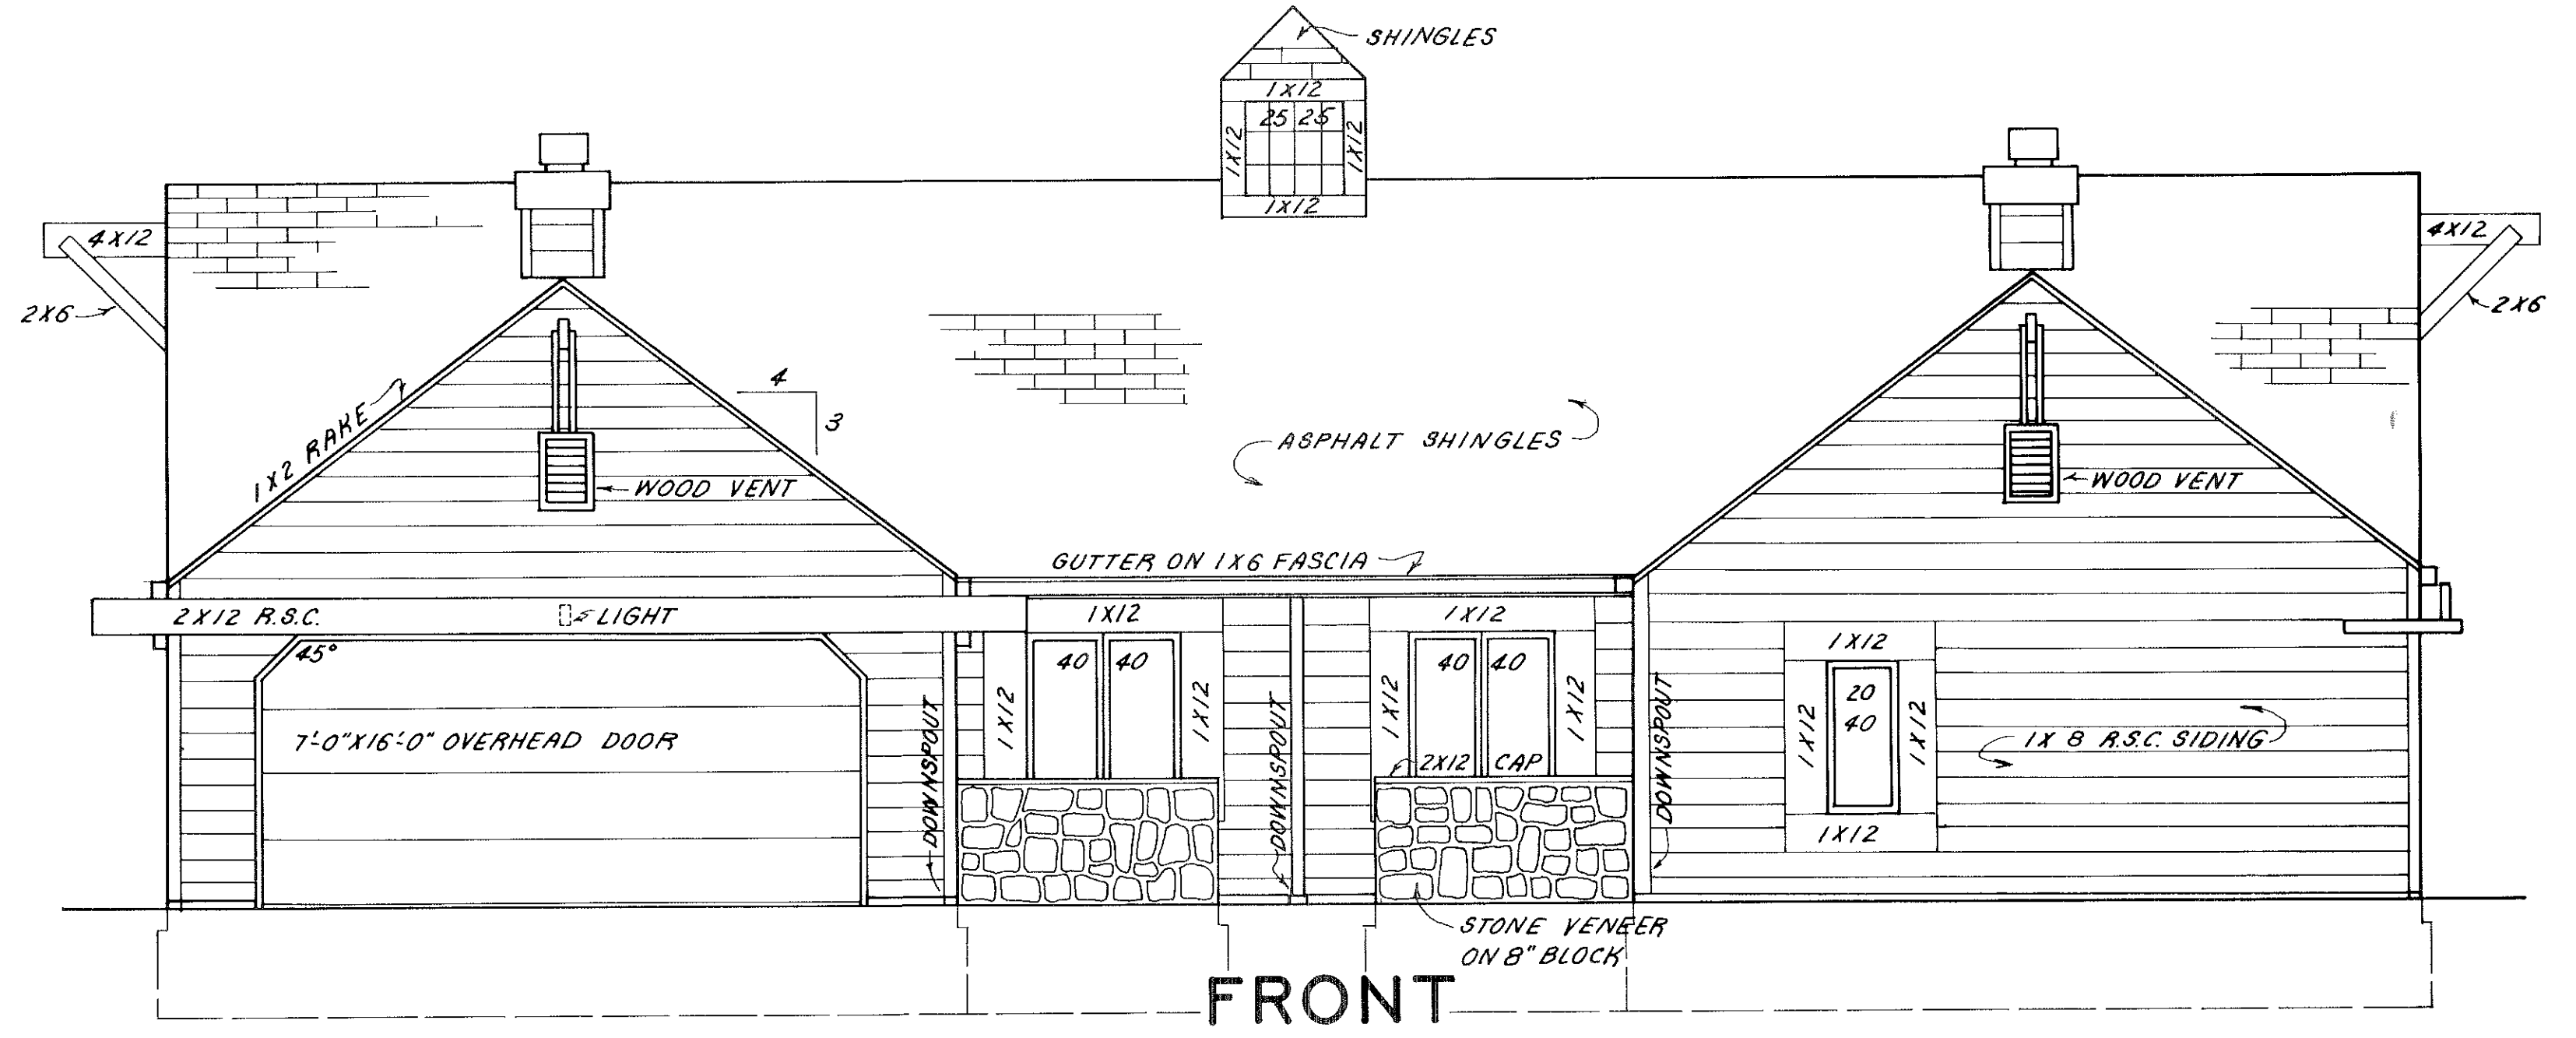 SHINGLES
1X12
25 25
1X12
1X12
1X12
4X12
4X12
2X6
2X6
4
3
1X2 RAKE
ASPHALT SHINGLES
WOOD VENT
WOOD VENT
GUTTER ON 1X6 FASCIA
2X12 R.S.C.
LIGHT
1X12
1X12
1X12
45°
40 40
40 40
20
40
1X12
1X12
1X12
1X12
1X12
1X12
7'-0"X16'-0" OVERHEAD DOOR
DOWNSPOUT
DOWNSPOUT
DOWNSPOUT
2X12 CAP
1X8 R.S.C. SIDING
1X12
STONE VENEER
ON 8" BLOCK
FRONT